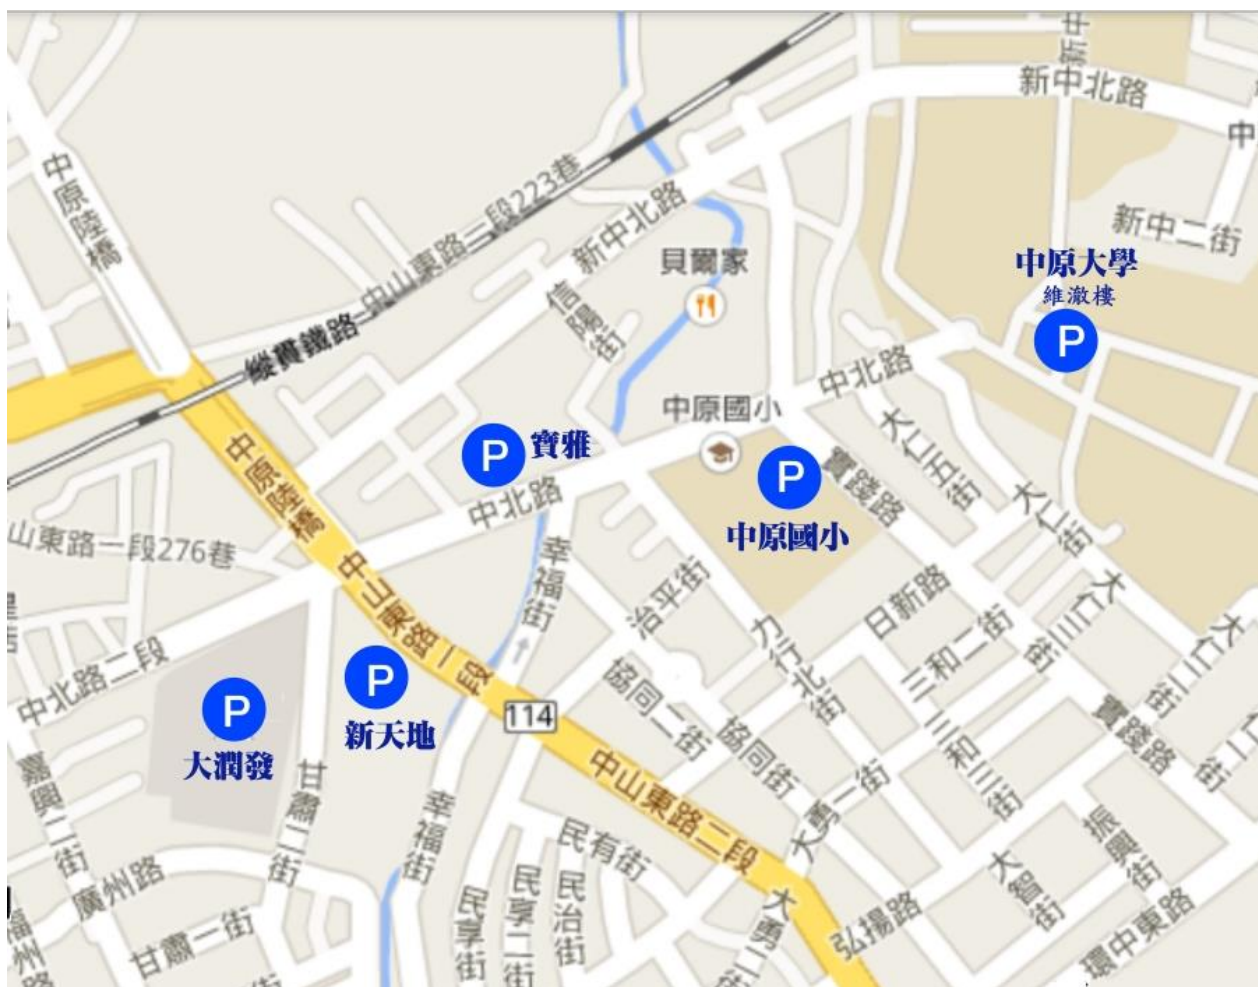 新中
新中北路
中
中原陸橋
中山東路一段223巷
新中北路
新中二街
貝爾家
中原大學
維澈樓
P
縱貫鐵路
信陽街
中北路
中原國小
大仁五街
P
寶雅
中原陸橋
P
中原國小
實踐路
中北路
大仁街
山東路一段276巷
中山東路一段
幸福街
治平街
日新路
大仁三街
大仁二街
力行北街
三和二街
中北路二段
P
大潤發
P
新天地
114
協同二街
協同街
三和三街
實踐路
嘉興二街
甘肅二街
幸福街
中山東路二段
大勇一街
振興街
廣州路
民有街
民享街
民享二街
民治街
大智街
大勇二街
弘揚路
環中東路
甘肅一街
福州路